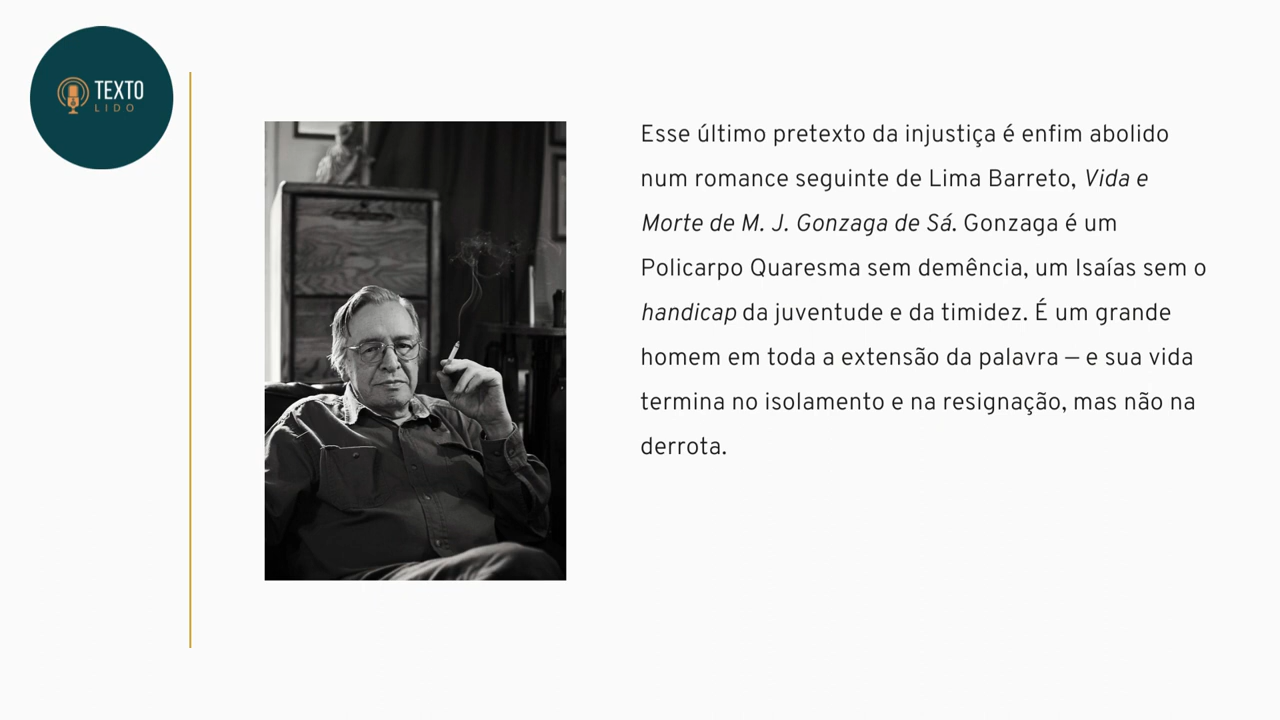 TEXTO
LIDO
Esse último pretexto da injustiça é enfim abolido
num romance seguinte de Lima Barreto, Vida e
Morte de M. J. Gonzaga de Sá. Gonzaga é um
Policarpo Quaresma sem demência, um Isaías sem o
handicap da juventude e da timidez. É um grande
homem em toda a extensão da palavra — e sua vida
termina no isolamento e na resignação, mas não na
derrota.